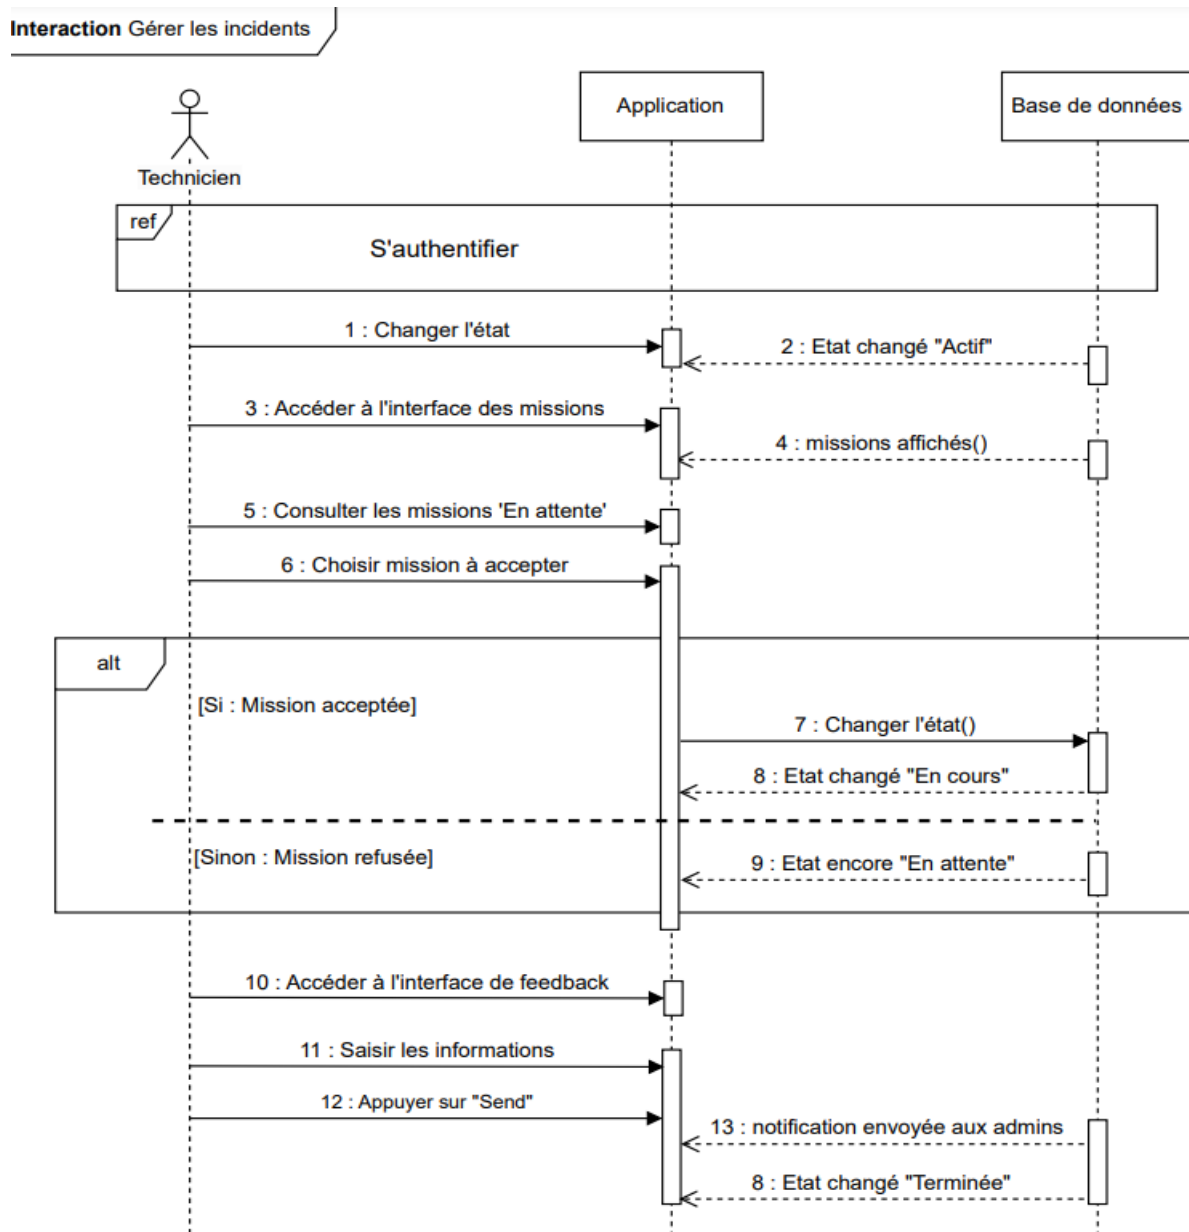 Interaction Gérer les incidents
Application
Base de données
Technicien
ref
S'authentifier
1 : Changer l'état
2 : Etat changé "Actif"
3 : Accéder à l'interface des missions
4 : missions affichés()
5 : Consulter les missions 'En attente'
6 : Choisir mission à accepter
alt
[Si : Mission acceptée]
7 : Changer l'état()
8 : Etat changé "En cours"
[Sinon : Mission refusée]
9 : Etat encore "En attente"
10 : Accéder à l'interface de feedback
11 : Saisir les informations
12 : Appuyer sur "Send"
13 : notification envoyée aux admins
8 : Etat changé "Terminée"